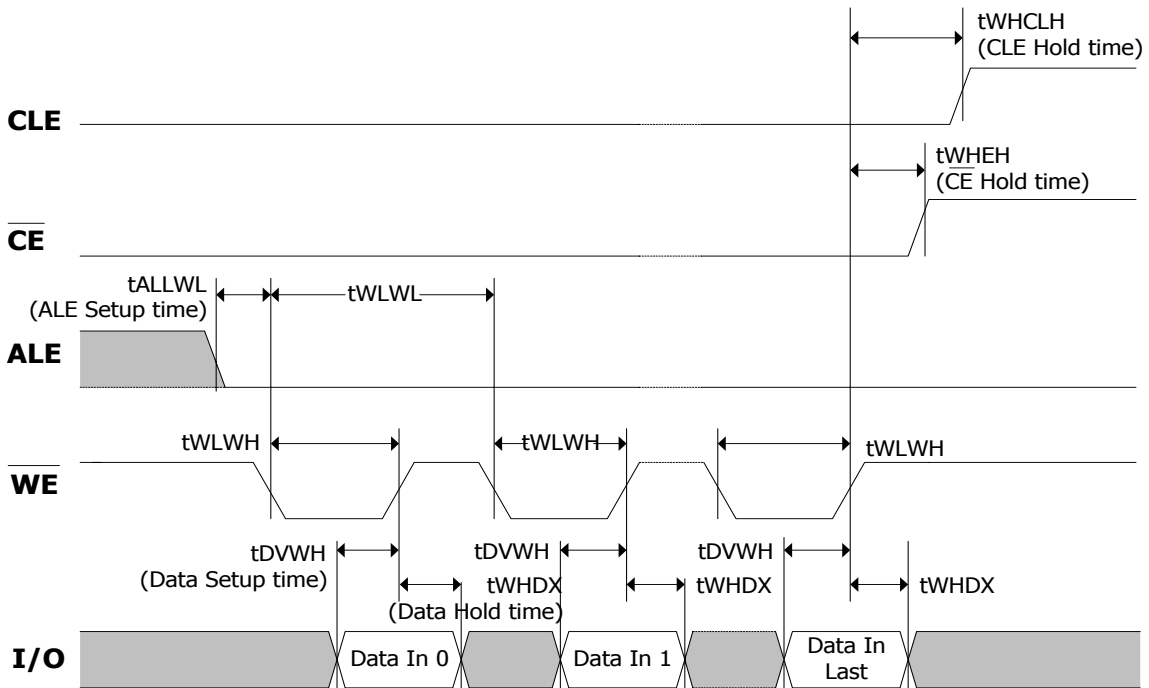 tWHCLH
(CLE Hold time)
CLE
tWHEH
(CE Hold time)
CE
tALLWL
(ALE Setup time)
tWLWL
ALE
tWLWH
tWLWH
tWLWH
WE
tDVWH
(Data Setup time)
tDVWH
tDVWH
tWHDX
(Data Hold time)
tWHDX
tWHDX
I/O
Data In 0
Data In 1
Data In
Last